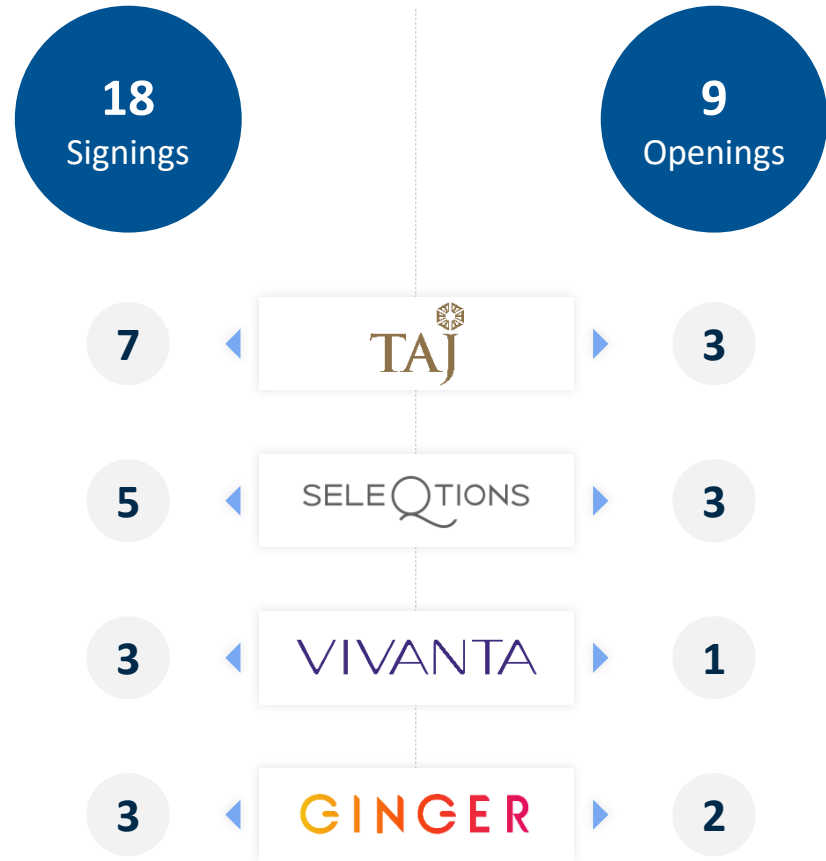 18
Signings
9
Openings
7
TAJ
3
5
SELEQTIONS
3
3
VIVANTA
1
3
GINGER
2